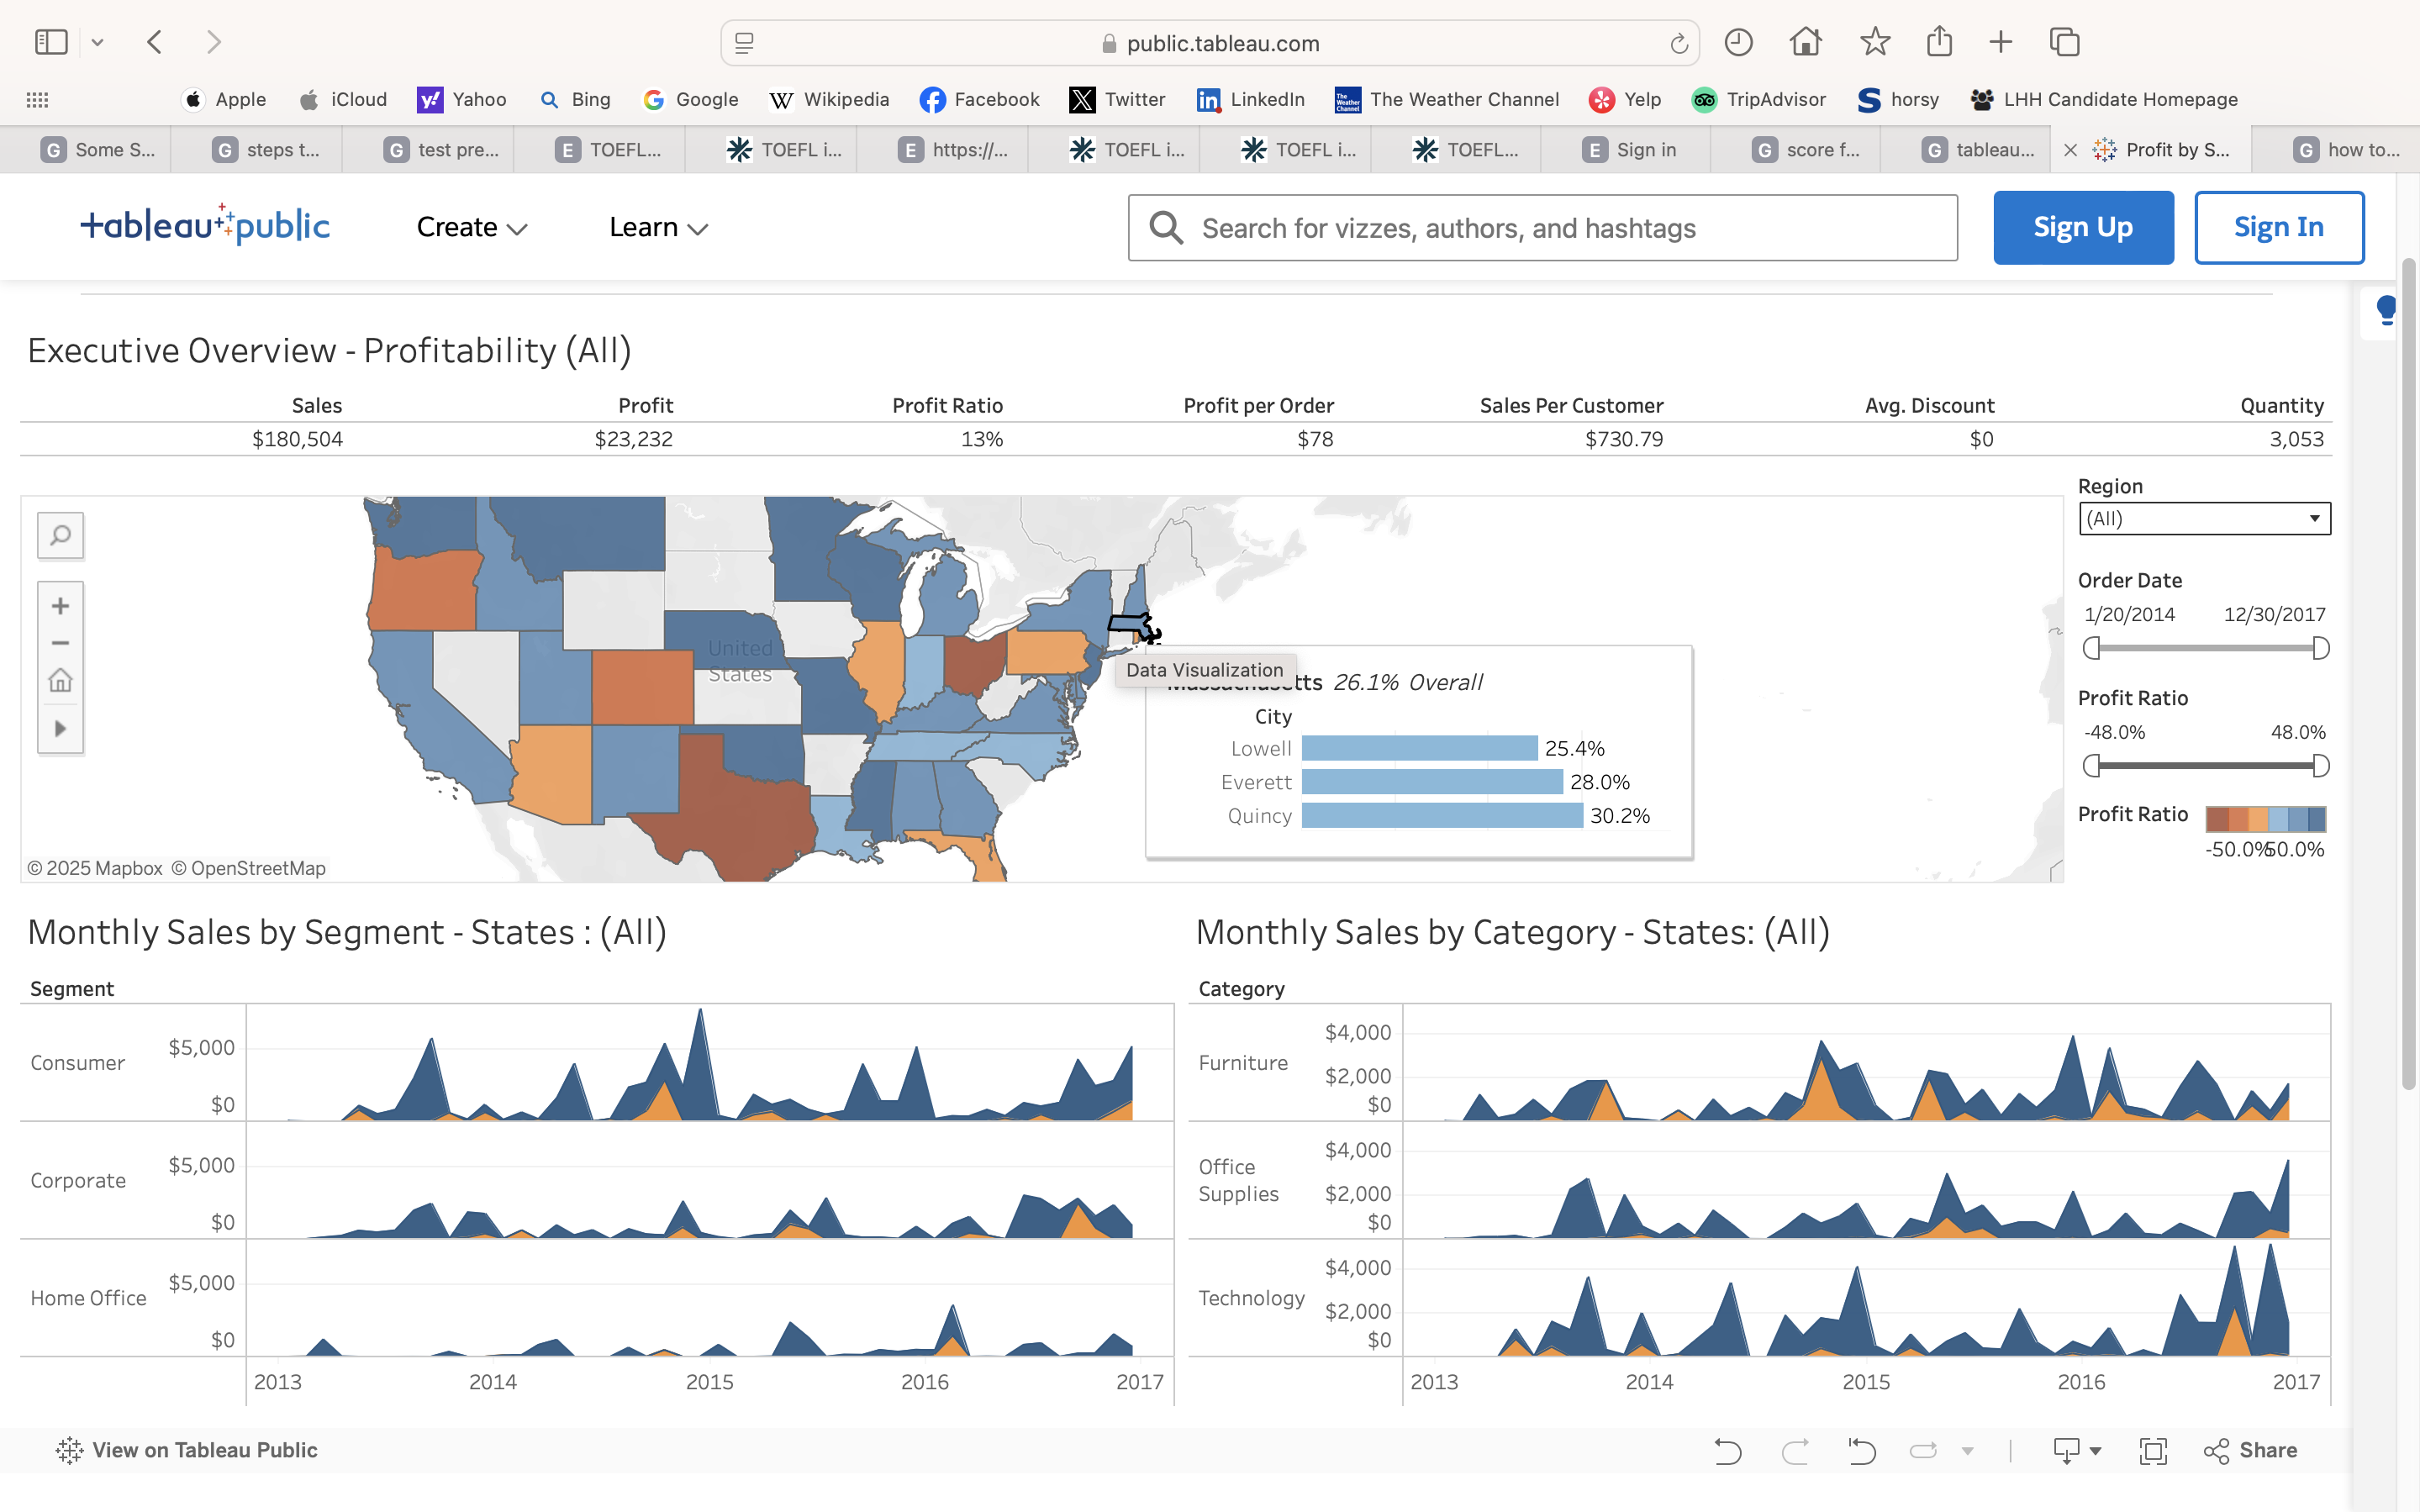 public.tableau.com
Apple iCloud Yahoo Bing Google Wikipedia Facebook Twitter LinkedIn The Weather Channel Yelp TripAdvisor horsy LHH Candidate Homepage
Some S... steps t... test pre... TOEFL... TOEFL i... https://... TOEFL i... TOEFL i... TOEFL... Sign in score f... tableau... Profit by S... how to...
+ableau public Create Learn Search for vizzes, authors, and hashtags Sign Up Sign In
Executive Overview - Profitability (All)
Sales Profit Profit Ratio Profit per Order Sales Per Customer Avg. Discount Quantity
$180,504 $23,232 13% $78 $730.79 $0 3,053
Region
(All)
Order Date
1/20/2014 12/30/2017
Profit Ratio
-48.0% 48.0%
Profit Ratio
-50.0% 50.0%
United
States
Data Visualization
Massachusetts 26.1% Overall
City
Lowell 25.4%
Everett 28.0%
Quincy 30.2%
© 2025 Mapbox © OpenStreetMap
Monthly Sales by Segment - States : (All)
Segment
Consumer $5,000
$0
Corporate $5,000
$0
Home Office $5,000
$0
2013 2014 2015 2016 2017
Monthly Sales by Category - States: (All)
Category
Furniture $4,000
$2,000
$0
Office
Supplies
$4,000
$2,000
$0
Technology $4,000
$2,000
$0
2013 2014 2015 2016 2017
View on Tableau Public Share